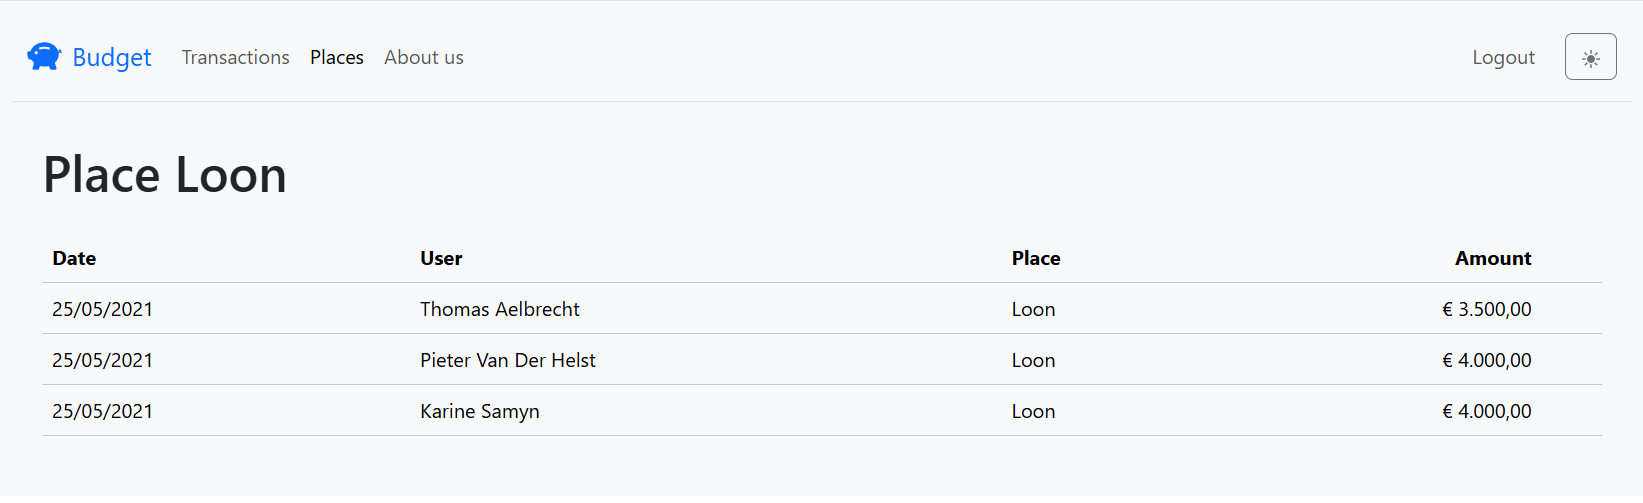 Budget Transactions Places About us Logout
Place Loon
Date User Place Amount
25/05/2021 Thomas Aelbrecht Loon € 3.500,00
25/05/2021 Pieter Van Der Helst Loon € 4.000,00
25/05/2021 Karine Samyn Loon € 4.000,00